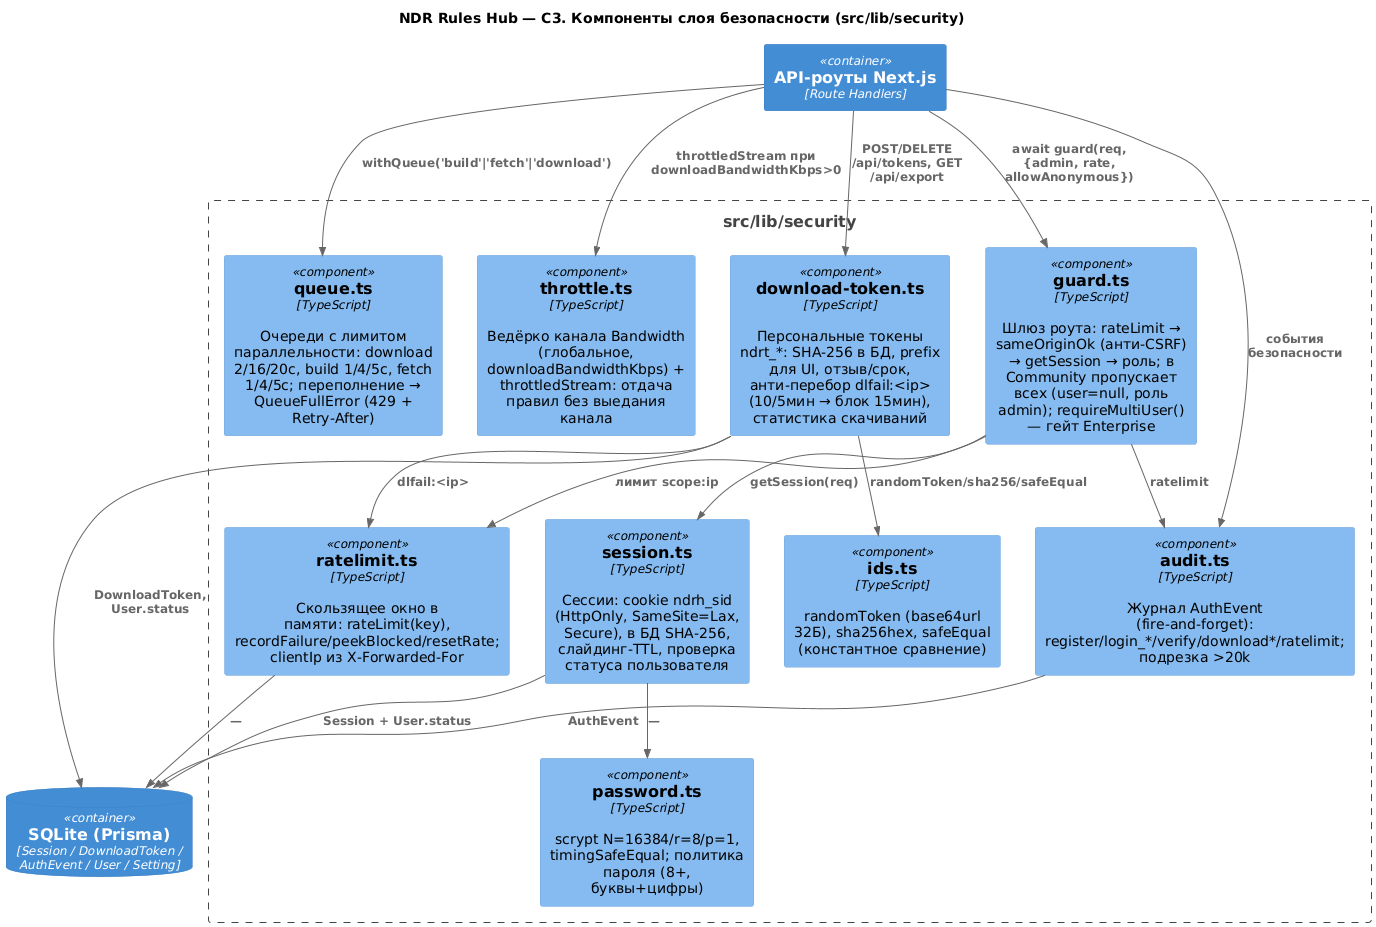 NDR Rules Hub — C3. Компоненты слоя безопасности (src/lib/security)
«container»
API-роуты Next.js
[Route Handlers]
withQueue('build'|'fetch'|'download')
throttledStream при
downloadBandwidthKbps>0
POST/DELETE
/api/tokens, GET
/api/export
await guard(req,
{admin, rate,
allowAnonymous})
события
безопасности
src/lib/security
«component»
queue.ts
[TypeScript]
Очереди с лимитом
параллельности: download
2/16/20с, build 1/4/5с, fetch
1/4/5с; переполнение →
QueueFullError (429 +
Retry-After)
«component»
throttle.ts
[TypeScript]
Ведёрко канала Bandwidth
(глобальное,
downloadBandwidthKbps) +
throttledStream: отдача
правил без выедания
канала
«component»
download-token.ts
[TypeScript]
Персональные токены
ndrt_*: SHA-256 в БД, prefix
для UI, отзыв/срок,
анти-перебор dlfail:<ip>
(10/5мин → блок 15мин),
статистика скачиваний
«component»
guard.ts
[TypeScript]
Шлюз роута: rateLimit →
sameOriginOk (анти-CSRF)
→ getSession → роль; в
Community пропускает
всех (user=null, роль
admin); requireMultiUser()
— гейт Enterprise
dlfail:<ip>
лимит scope:ip
getSession(req)
randomToken/sha256/safeEqual
ratelimit
DownloadToken,
User.status
«component»
ratelimit.ts
[TypeScript]
Скользящее окно в
памяти: rateLimit(key),
recordFailure/peekBlocked/resetRate;
clientIp из X-Forwarded-For
«component»
session.ts
[TypeScript]
Сессии: cookie ndrh_sid
(HttpOnly, SameSite=Lax,
Secure), в БД SHA-256,
слайдинг-TTL, проверка
статуса пользователя
«component»
ids.ts
[TypeScript]
randomToken (base64url
32Б), sha256hex, safeEqual
(константное сравнение)
«component»
audit.ts
[TypeScript]
Журнал AuthEvent
(fire-and-forget):
register/login_*/verify/download*/ratelimit;
подрезка >20k
—
Session + User.status
AuthEvent
—
«container»
SQLite (Prisma)
[Session / DownloadToken /
AuthEvent / User / Setting]
«component»
password.ts
[TypeScript]
scrypt N=16384/r=8/p=1,
timingSafeEqual; политика
пароля (8+,
буквы+цифры)